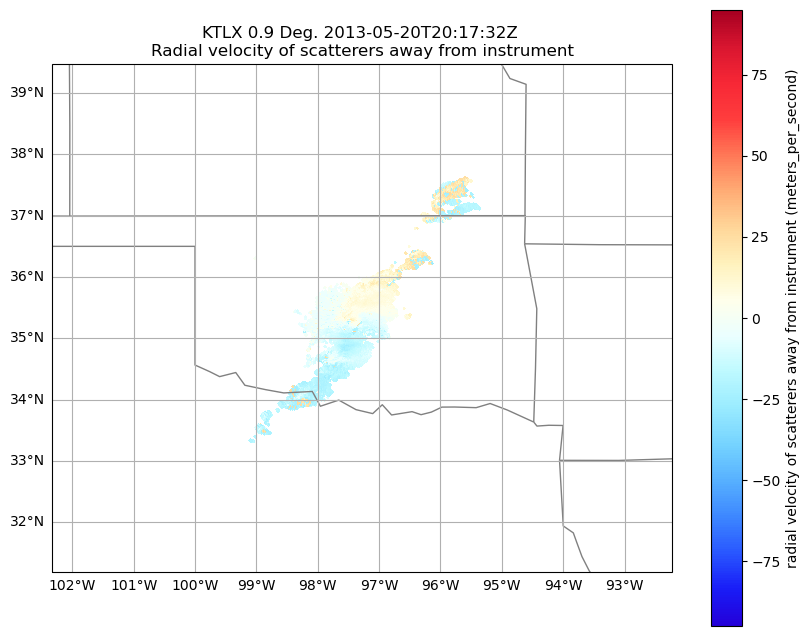 KTLX 0.9 Deg. 2013-05-20T20:17:32Z
Radial velocity of scatterers away from instrument
39°N
38°N
37°N
36°N
35°N
34°N
33°N
32°N
102°W 101°W 100°W 99°W 98°W 97°W 96°W 95°W 94°W 93°W
75
50
25
0
−25
−50
−75
radial velocity of scatterers away from instrument (meters_per_second)